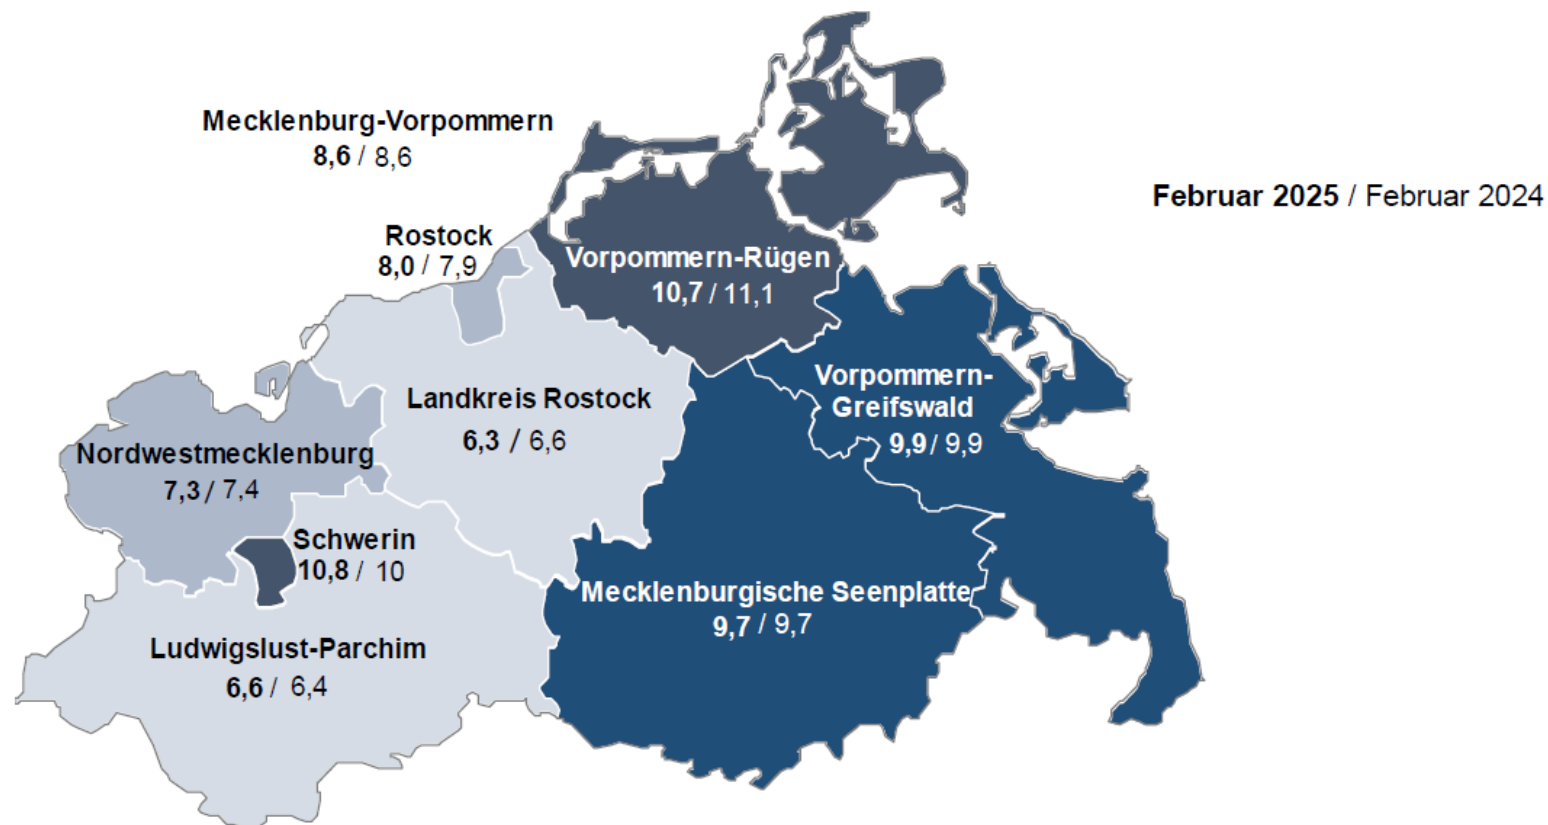 Mecklenburg-Vorpommern
8,6 / 8,6
Februar 2025 / Februar 2024
Rostock
8,0 / 7,9
Vorpommern-Rügen
10,7 / 11,1
Vorpommern-
Greifswald
9,9 / 9,9
Landkreis Rostock
6,3 / 6,6
Nordwestmecklenburg
7,3 / 7,4
Schwerin
10,8 / 10
Mecklenburgische Seenplatte
9,7 / 9,7
Ludwigslust-Parchim
6,6 / 6,4